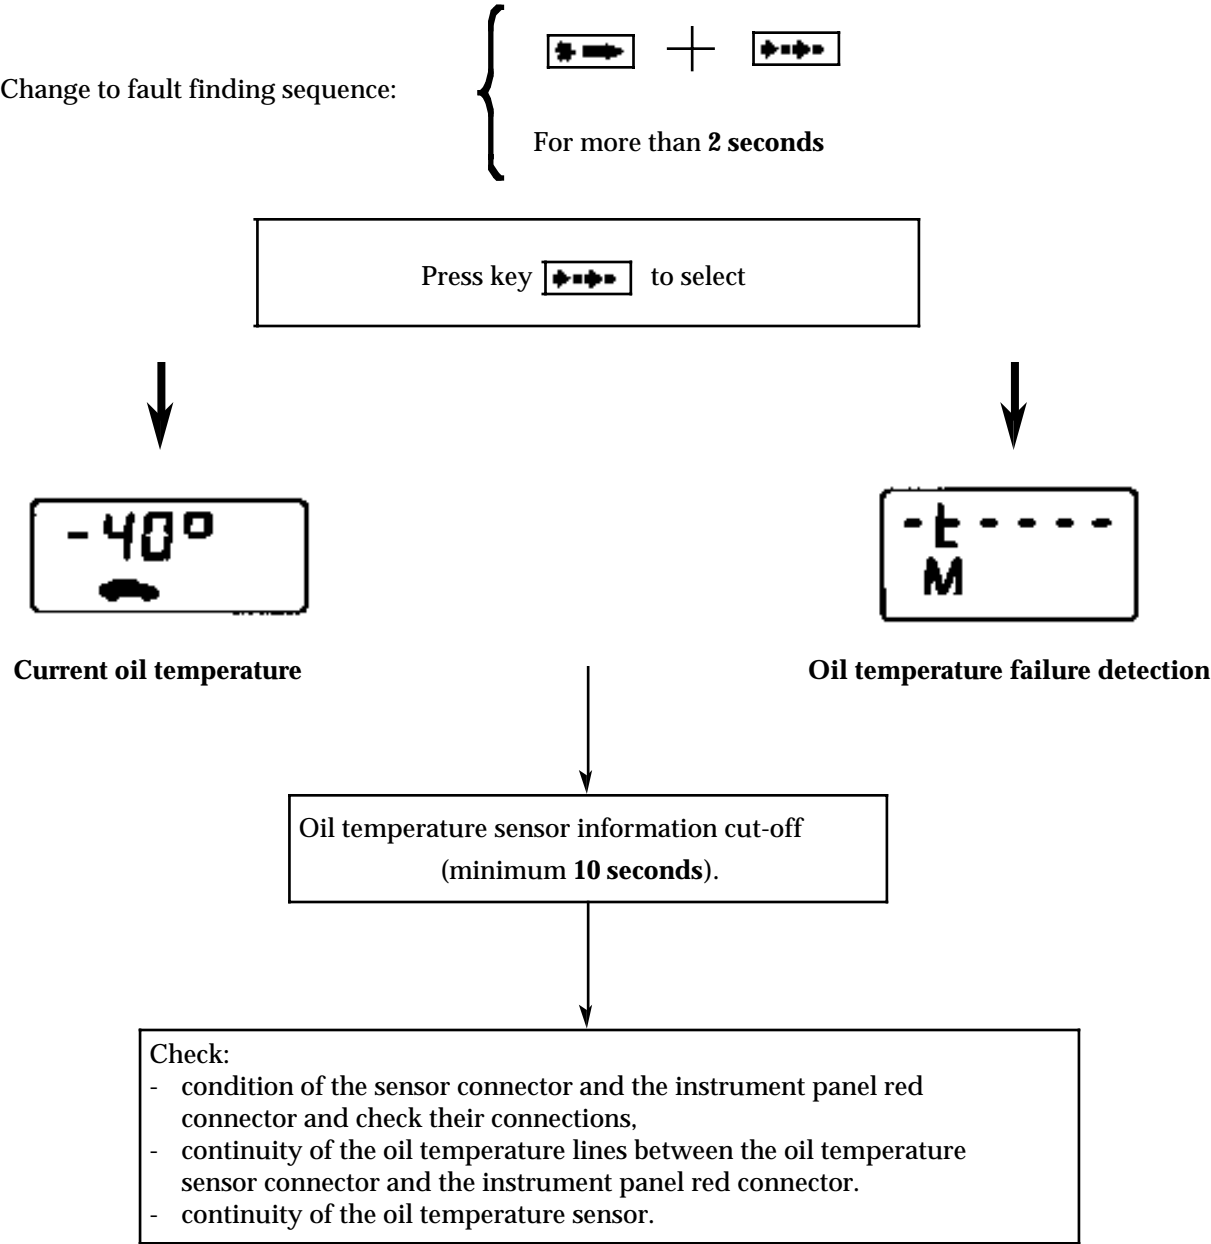 Change to fault finding sequence:
For more than 2 seconds
Press key to select
-40°
- t - - - -
M
Current oil temperature
Oil temperature failure detection
Oil temperature sensor information cut-off
(minimum 10 seconds).
Check:
- condition of the sensor connector and the instrument panel red
connector and check their connections,
- continuity of the oil temperature lines between the oil temperature
sensor connector and the instrument panel red connector.
- continuity of the oil temperature sensor.